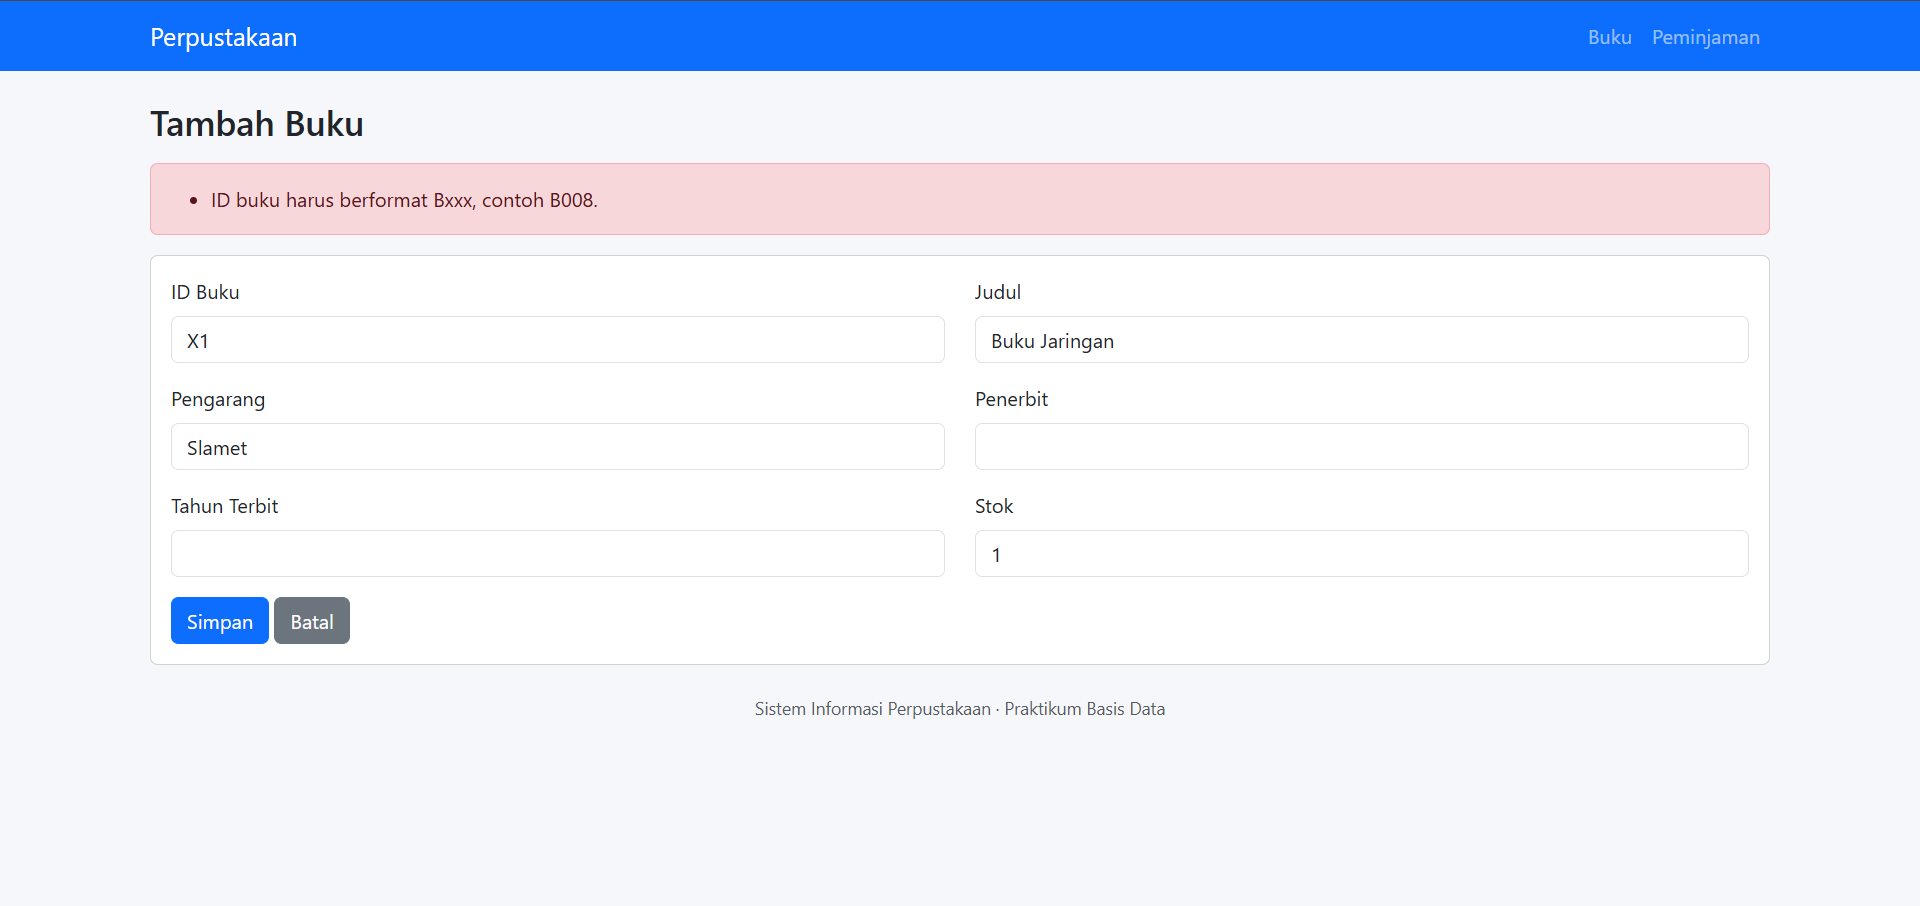 Perpustakaan
Buku Peminjaman
Tambah Buku
ID buku harus berformat Bxxx, contoh B008.
ID Buku
X1
Judul
Buku Jaringan
Pengarang
Slamet
Penerbit
Tahun Terbit
Stok
1
Simpan Batal
Sistem Informasi Perpustakaan · Praktikum Basis Data